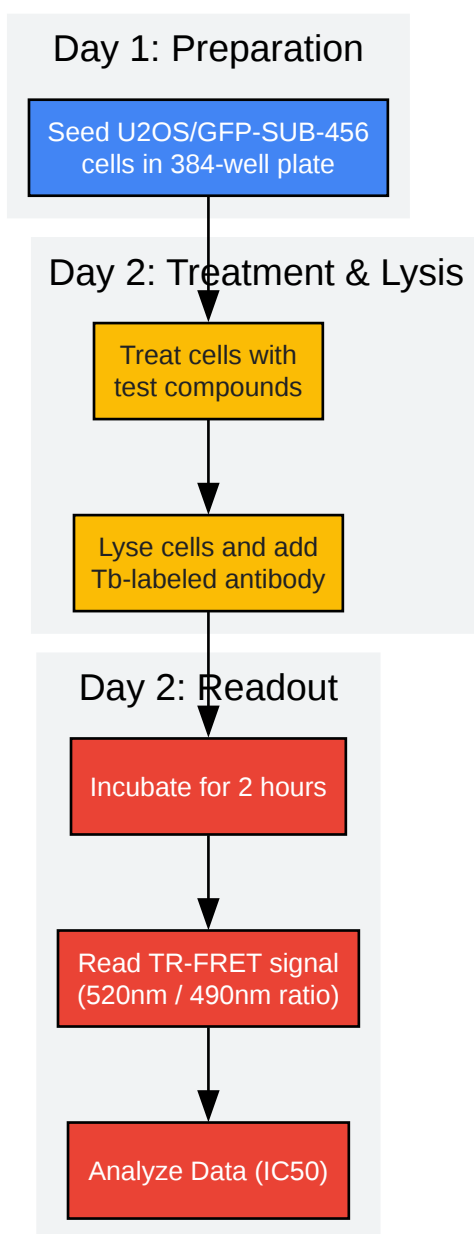 Day 1: Preparation
Seed U2OS/GFP-SUB-456
cells in 384-well plate
Day 2: Treatment & Lysis
Treat cells with
test compounds
Lyse cells and add
Tb-labeled antibody
Day 2: Readout
Incubate for 2 hours
Read TR-FRET signal
(520nm / 490nm ratio)
Analyze Data (IC50)